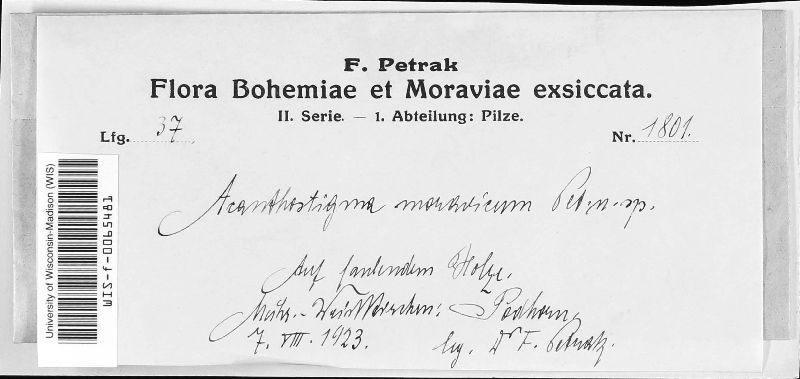 F. Petrak
Flora Bohemiae et Moraviae exsiccata.
II. Serie. — 1. Abteilung: Pilze.
Lfg. 37. Nr. 1801.
Acanthostigma moravicum Pet. n. sp.
Auf faulendem Holze.
Mähr.-Weisskirchen: Podhorn,
7. VIII. 1923. leg. Dr F. Petrak.
University of Wisconsin-Madison (WIS)
WIS-f-0065481